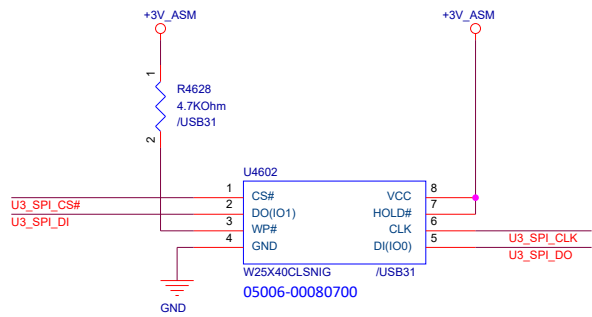 +3V_ASM
+3V_ASM
1
R4628
4.7KOhm
/USB31
2
U4602
U3_SPI_CS#
1
CS#
VCC
8
U3_SPI_DI
2
DO(IO1)
HOLD#
7
3
WP#
CLK
6
U3_SPI_CLK
4
GND
DI(IO0)
5
U3_SPI_DO
W25X40CLSNIG
/USB31
05006-00080700
GND